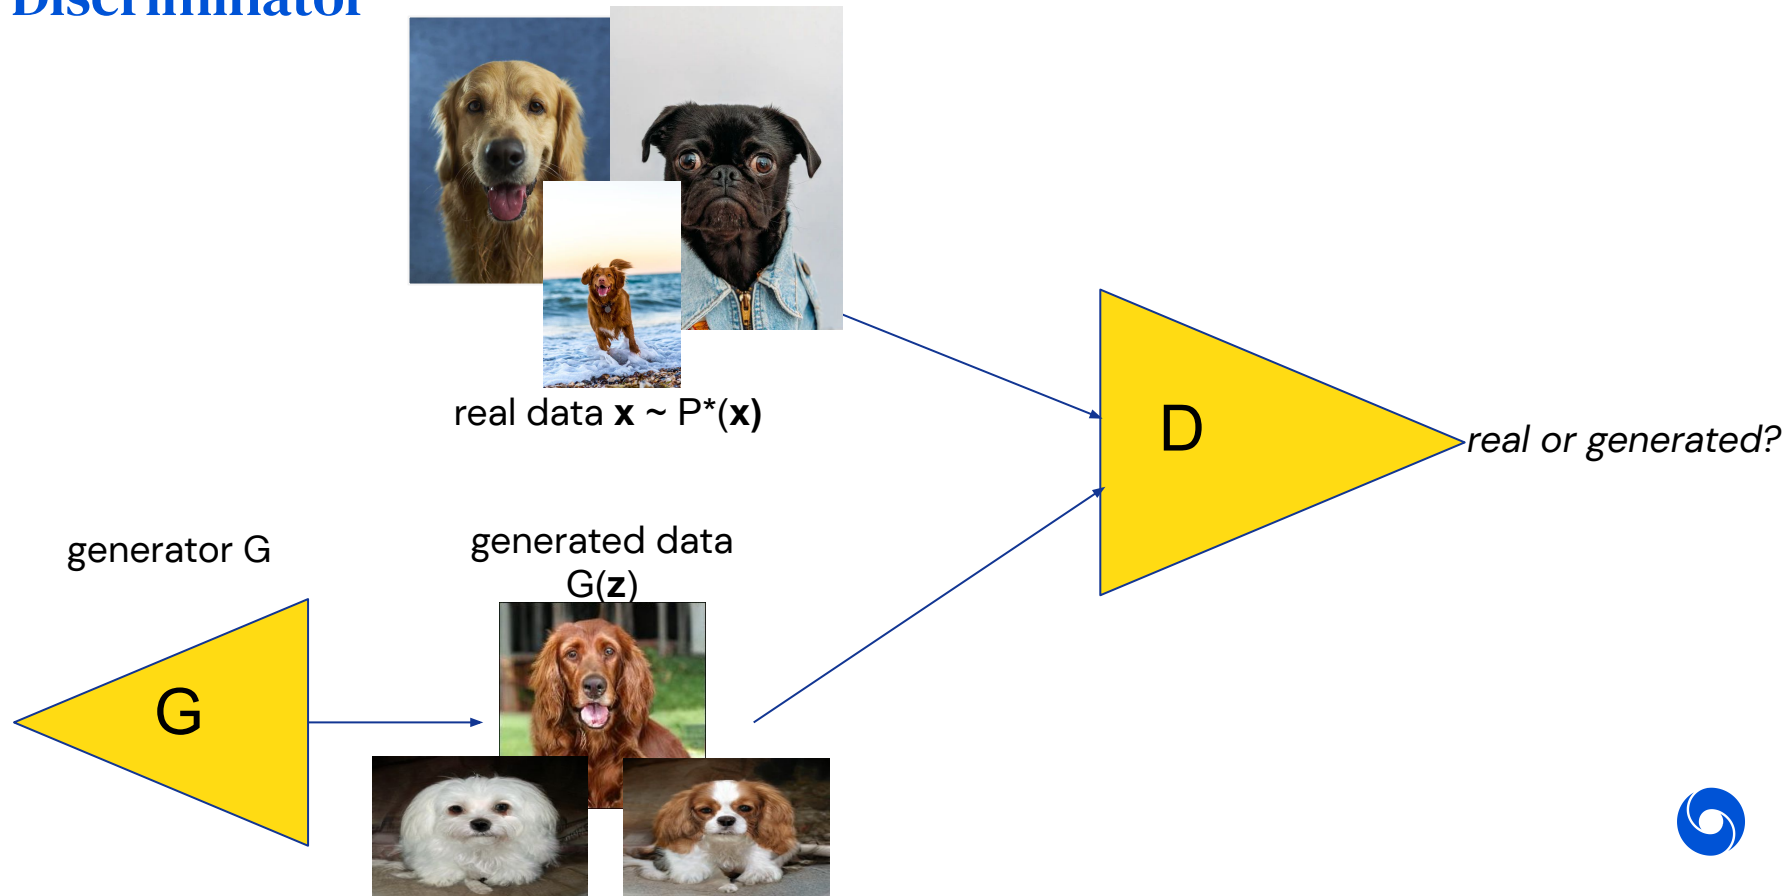 Discriminator
real data x ~ P*(x)
D
real or generated?
generator G
generated data
G(z)
G